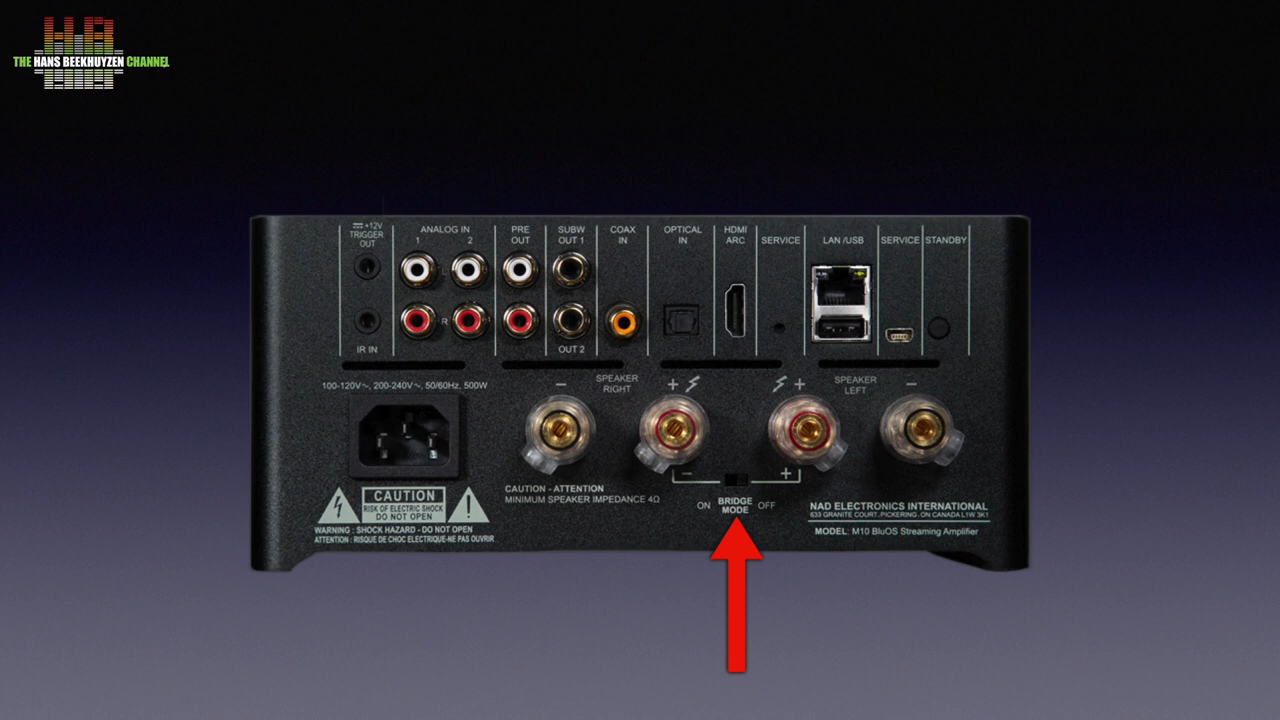 THE HANS BEEKHUYZEN CHANNEL
+12V
TRIGGER
OUT
ANALOG IN
1 2
PRE
OUT
SUBW
OUT 1
COAX
IN
OPTICAL
IN
HDMI
ARC
SERVICE
LAN /USB
SERVICE
STANDBY
R
IR IN
OUT 2
100-120V~, 200-240V~, 50/60Hz, 500W
− SPEAKER
RIGHT
+
+
SPEAKER
LEFT
−
− +
CAUTION - ATTENTION
MINIMUM SPEAKER IMPEDANCE 4Ω
ON BRIDGE
MODE OFF
CAUTION
RISK OF ELECTRIC SHOCK
DO NOT OPEN
WARNING : SHOCK HAZARD - DO NOT OPEN
ATTENTION : RISQUE DE CHOC ELECTRIQUE-NE PAS OUVRIR
NAD ELECTRONICS INTERNATIONAL
633 GRANITE COURT, PICKERING, ON CANADA L1W 3K1
MODEL: M10 BluOS Streaming Amplifier